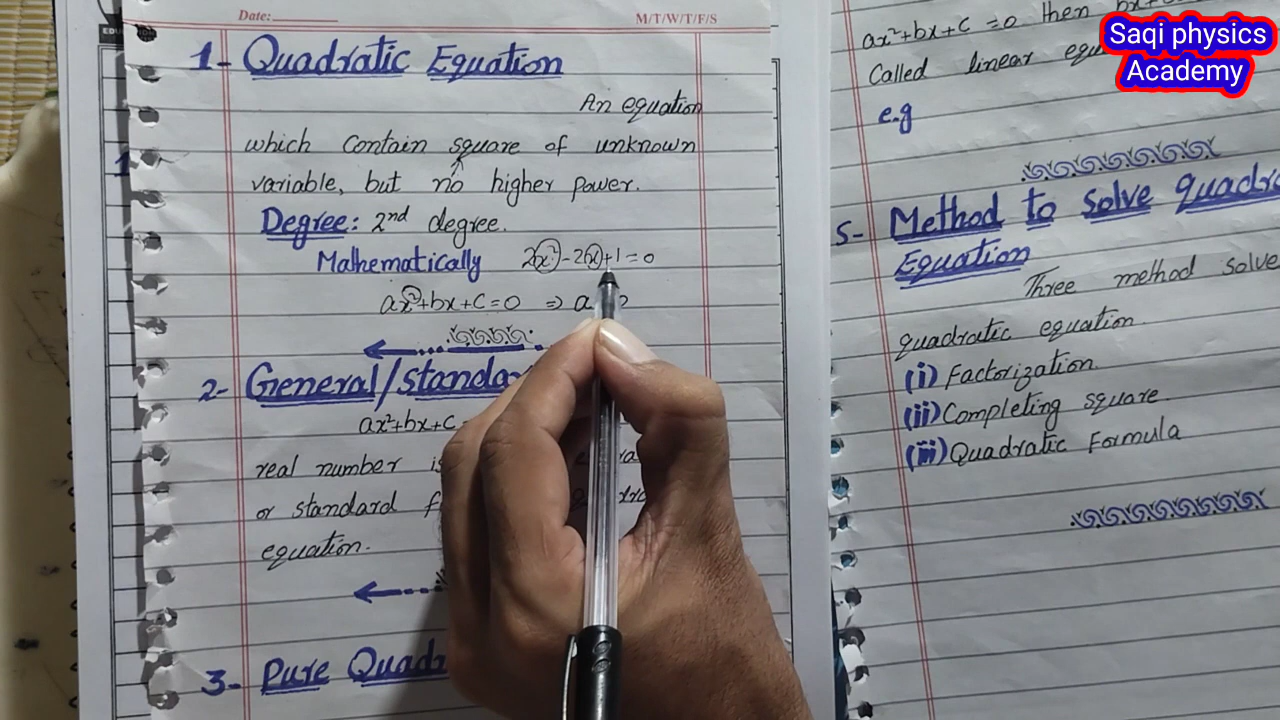 Date:
M/T/W/T/F/S
1- Quadratic Equation
An equation
which contain square of unknown
variable, but no higher power.
Degree: 2nd degree.
Mathematically 2x²-2x+1=0
ax²+bx+c=0 ⇒ a
2- General/standa
ax²+bx+c
real number is
or standard f
equation.
3- Pure Quadr
ax²+bx+c=0 then
Called linear equ
e.g
5- Method to solve quadra
Equation
Three method solve
quadratic equation.
(i) Factorization.
(ii) Completing square.
(iii) Quadratic Formula
Saqi physics
Academy